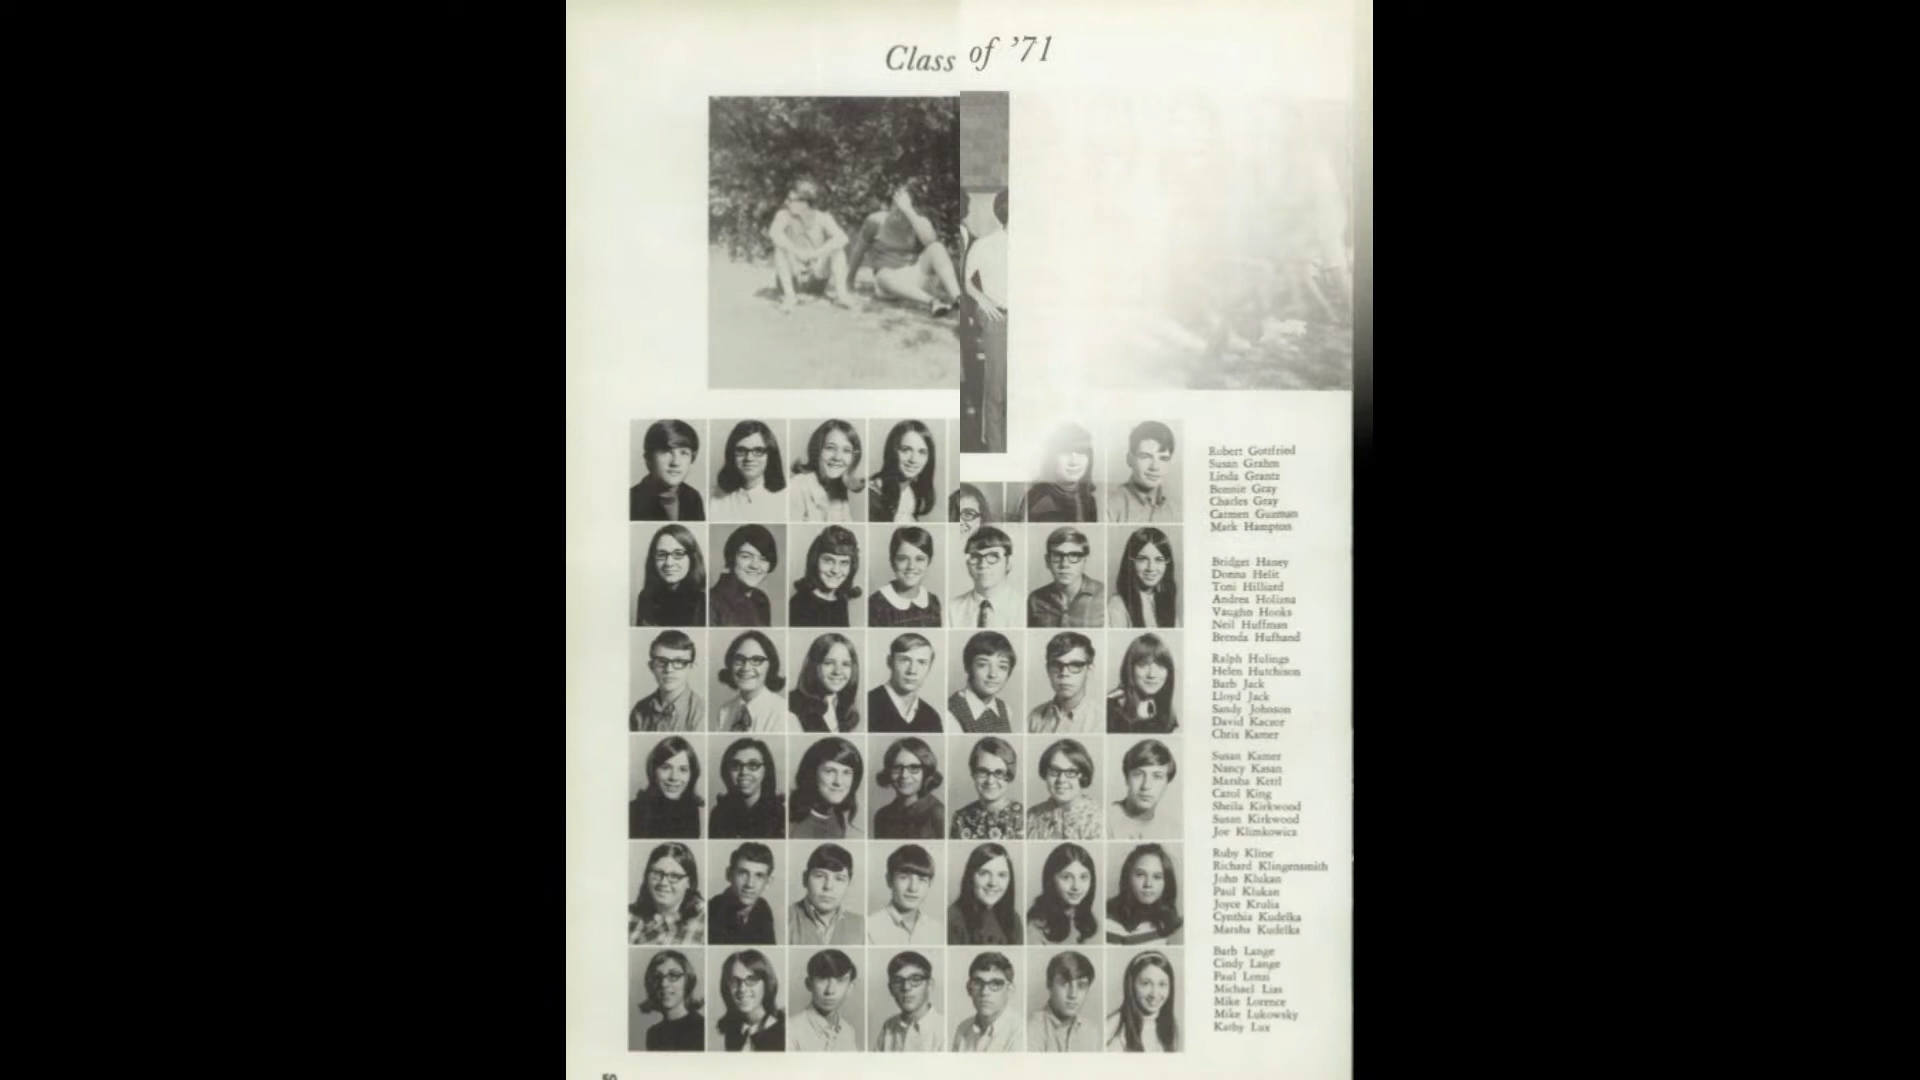 Class of '71
Robert Gottfried
Susan Grahm
Linda Grantz
Bonnie Gray
Charles Gray
Carmen Guzman
Mark Hampton
Bridget Haney
Donna Helit
Toni Hilliard
Andrea Holizna
Vaughn Hooks
Neil Huffman
Brenda Hufhand
Ralph Hulings
Helen Hutchison
Barb Jack
Lloyd Jack
Sandy Johnson
David Kaczor
Chris Kamer
Susan Kamer
Nancy Kasan
Marsha Kettl
Carol King
Sheila Kirkwood
Susan Kirkwood
Joe Klimkowicz
Ruby Kline
Richard Klingensmith
John Klukan
Paul Klukan
Joyce Krulia
Cynthia Kudelka
Marsha Kudelka
Barb Lange
Cindy Lange
Paul Lenzi
Michael Lias
Mike Lorence
Mike Lukowsky
Kathy Lux